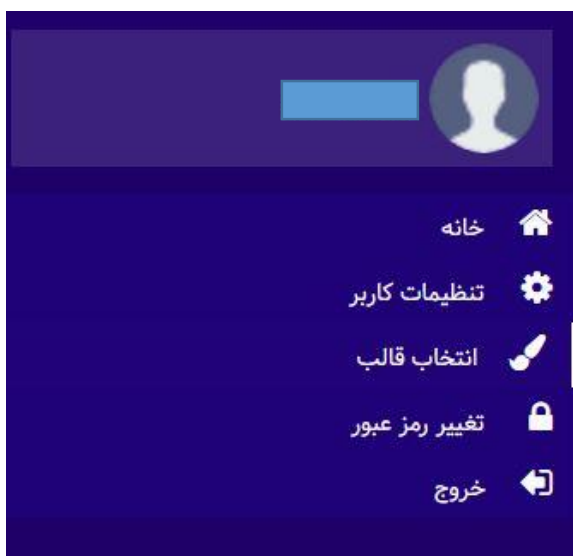 خانه
تنظیمات کاربر
انتخاب قالب
تغییر رمز عبور
خروج